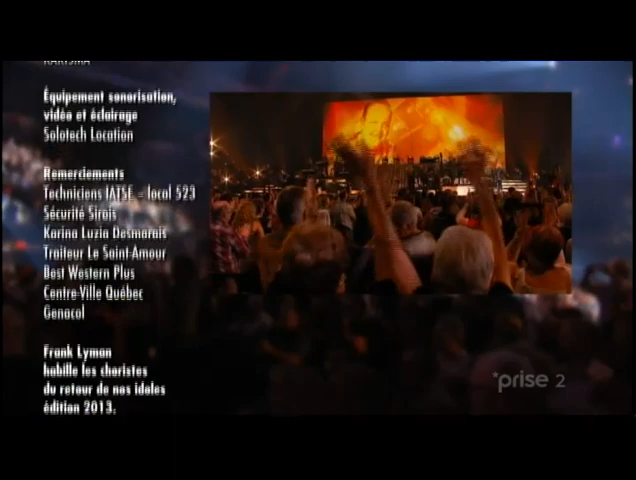 KARISMA
Équipement sonorisation,
vidéo et éclairage
Solotech Location
Remerciements
Techniciens IATSE – local 523
Sécurité Sirois
Karina Luzia Desmarais
Traiteur Le Saint-Amour
Best Western Plus
Centre-Ville Québec
Genacol
Frank Lyman
habille les choristes
du retour de nos idoles
édition 2013.
*prise 2